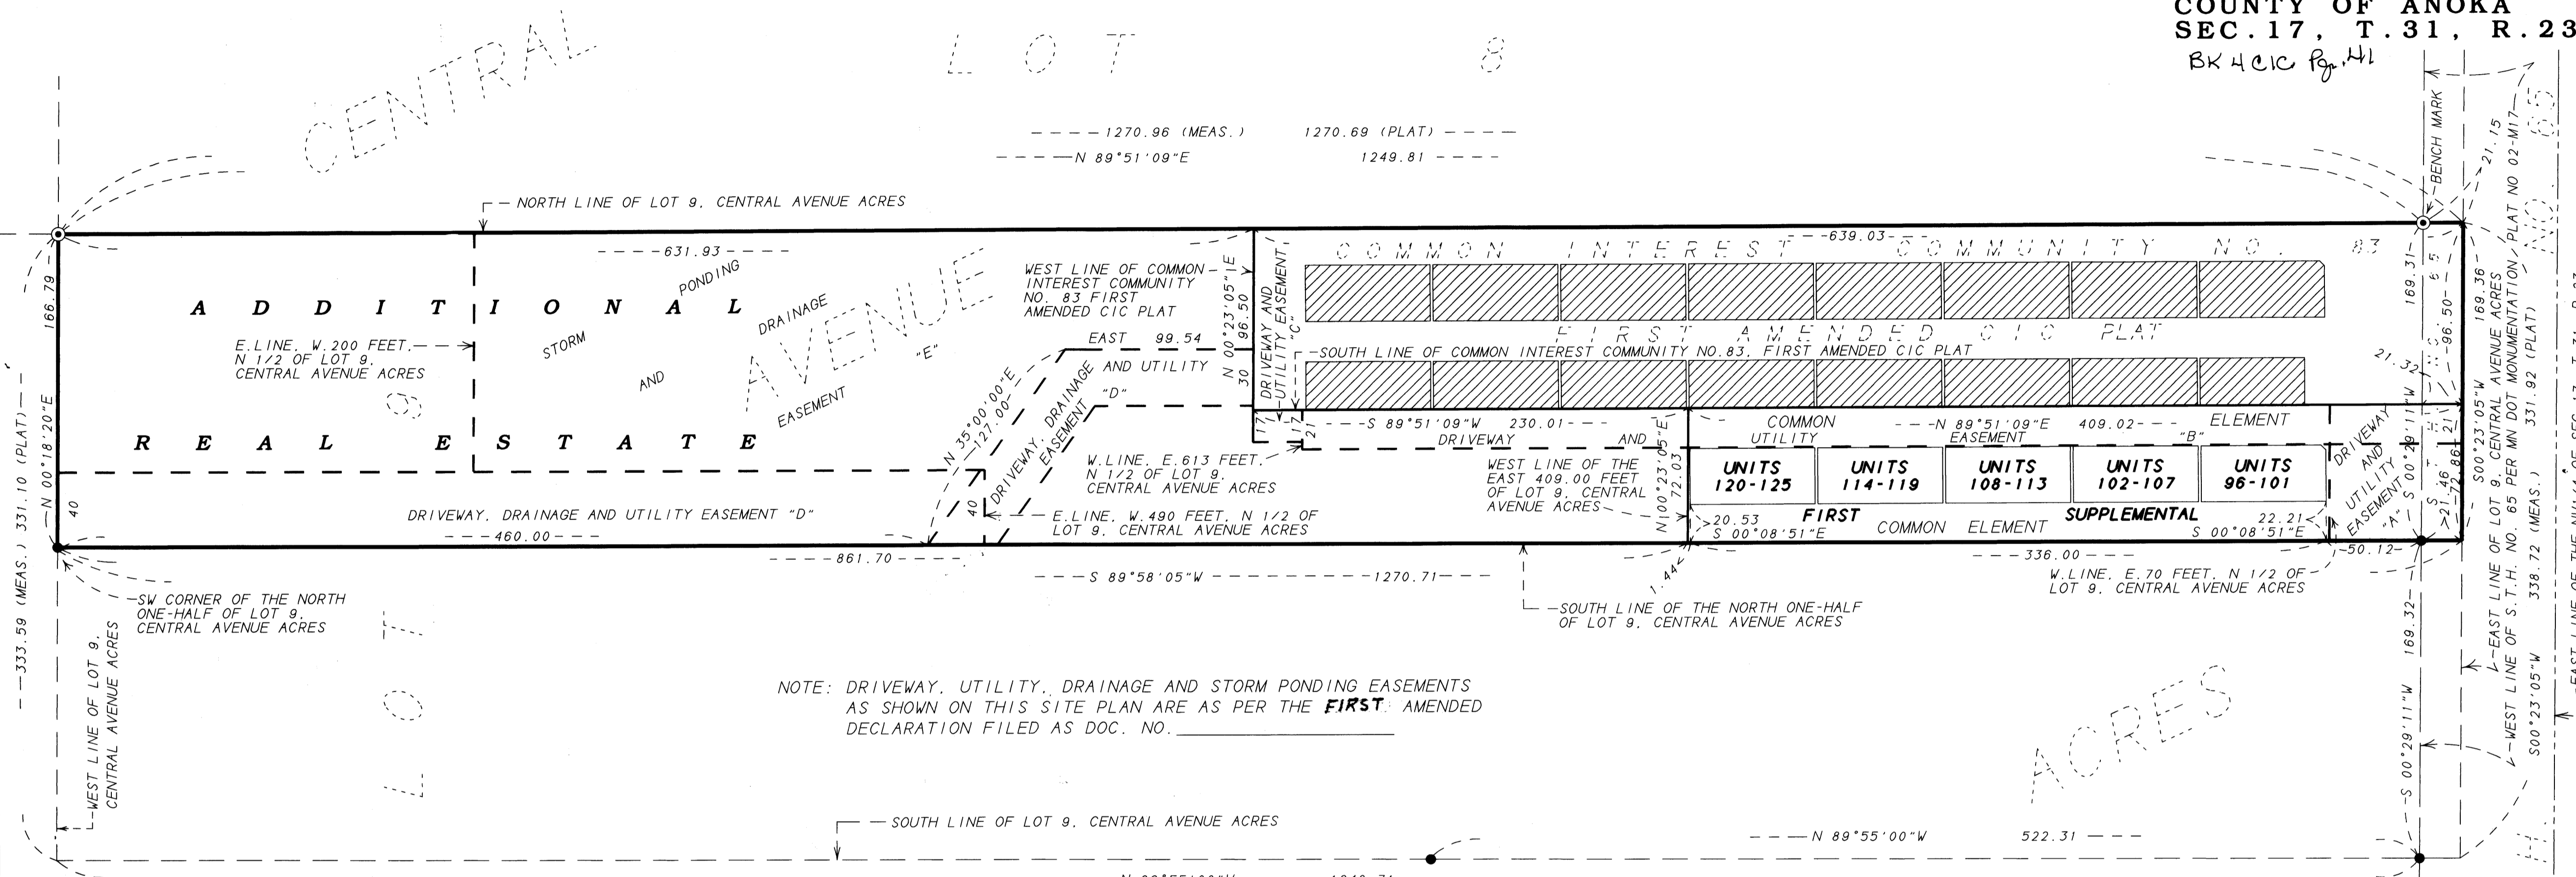 COUNTY OF ANOKA
SEC.17, T.31, R.23
BK 4 CIC Pg. 41
CENTRAL
LOT 8
1270.96 (MEAS.) 1270.69 (PLAT)
N 89°51'09"E 1249.81
BENCH MARK
21.15
NORTH LINE OF LOT 9, CENTRAL AVENUE ACRES
631.93
639.03
COMMON INTEREST COMMUNITY NO. 83
FIRST AMENDED CIC PLAT
PONDING
DRAINAGE
STORM
AND
EASEMENT
"E"
AVENUE
ADDITIONAL
REAL ESTATE
166.79
N 00°18'20"E
333.59 (MEAS.) 331.10 (PLAT)
E.LINE, W.200 FEET,
N 1/2 OF LOT 9,
CENTRAL AVENUE ACRES
WEST LINE OF COMMON
INTEREST COMMUNITY
NO. 83 FIRST
AMENDED CIC PLAT
N 00°23'05"E
96.50
30
DRIVEWAY AND
UTILITY EASEMENT
"C"
EAST 99.54
SOUTH LINE OF COMMON INTEREST COMMUNITY NO.83, FIRST AMENDED CIC PLAT
N 35°00'00"E
127.00
DRIVEWAY, DRAINAGE
AND UTILITY
EASEMENT
"D"
17
17
21
S 89°51'09"W 230.01
DRIVEWAY AND UTILITY EASEMENT "B"
COMMON ELEMENT
N 89°51'09"E 409.02
W.LINE, E.613 FEET,
N 1/2 OF LOT 9,
CENTRAL AVENUE ACRES
WEST LINE OF THE
EAST 409.00 FEET
OF LOT 9, CENTRAL
AVENUE ACRES
N 00°23'05"E
72.03
UNITS
120-125
UNITS
114-119
UNITS
108-113
UNITS
102-107
UNITS
96-101
DRIVEWAY
AND
UTILITY
EASEMENT
"A"
20.53
S 00°08'51"E
FIRST SUPPLEMENTAL
COMMON ELEMENT
22.21
S 00°08'51"E
40
DRIVEWAY, DRAINAGE AND UTILITY EASEMENT "D"
40
E.LINE, W.490 FEET, N 1/2 OF
LOT 9, CENTRAL AVENUE ACRES
460.00
861.70
336.00
50.12
1.44
S 89°58'05"W 1270.71
W.LINE, E.70 FEET, N 1/2 OF
LOT 9, CENTRAL AVENUE ACRES
169.31
21.32
S 00°29'11"W
96.50
21
72.86
21.46
169.36
S00°23'05"W
EAST LINE OF LOT 9, CENTRAL AVENUE ACRES
WEST LINE OF S.T.H. NO. 65 PER MN DOT MONUMENTATION PLAT NO 02-M17
S00°23'05"W 338.72 (MEAS.) 331.92 (PLAT)
NO. 65
SW CORNER OF THE NORTH
ONE-HALF OF LOT 9,
CENTRAL AVENUE ACRES
WEST LINE OF LOT 9,
CENTRAL AVENUE ACRES
LOT 9
SOUTH LINE OF THE NORTH ONE-HALF
OF LOT 9, CENTRAL AVENUE ACRES
169.32
S 00°29'11"W
NOTE: DRIVEWAY, UTILITY, DRAINAGE AND STORM PONDING EASEMENTS
AS SHOWN ON THIS SITE PLAN ARE AS PER THE FIRST AMENDED
DECLARATION FILED AS DOC. NO.
ACRES
SOUTH LINE OF LOT 9, CENTRAL AVENUE ACRES
N 89°55'00"W 522.31